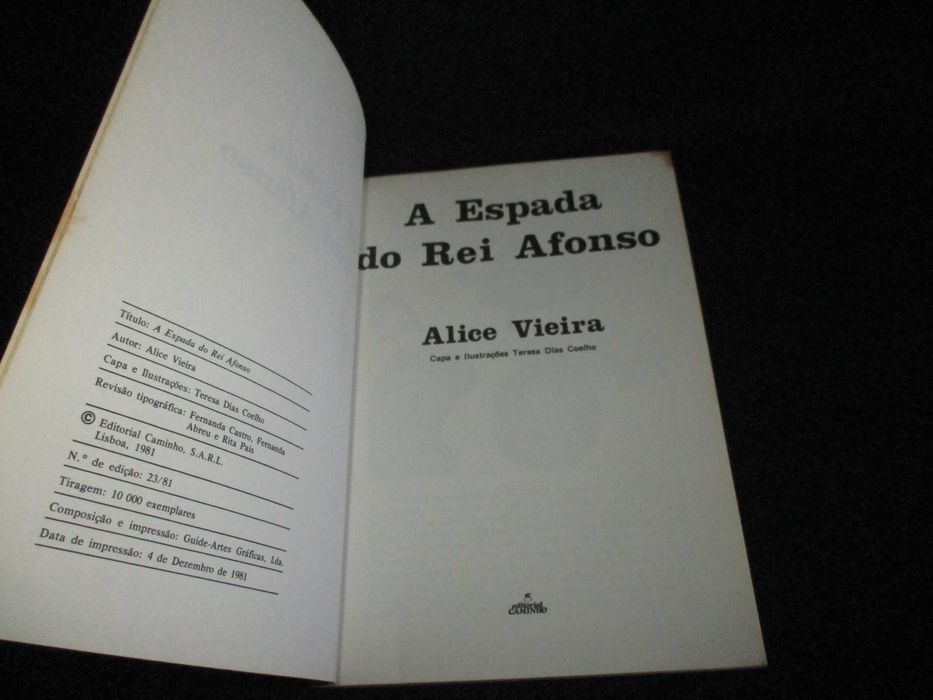 Título: A Espada do Rei Afonso
Autor: Alice Vieira
Capa e Ilustrações: Teresa Dias Coelho
Revisão tipográfica: Fernanda Castro, Fernanda
Abreu e Rita Pais
© Editorial Caminho, S.A.R.L.
Lisboa, 1981
N.º de edição: 23/81
Tiragem: 10 000 exemplares
Composição e impressão: Guide-Artes Gráficas, Lda.
Data de impressão: 4 de Dezembro de 1981
A Espada
do Rei Afonso
Alice Vieira
Capa e Ilustrações Teresa Dias Coelho
editorial
CAMINHO